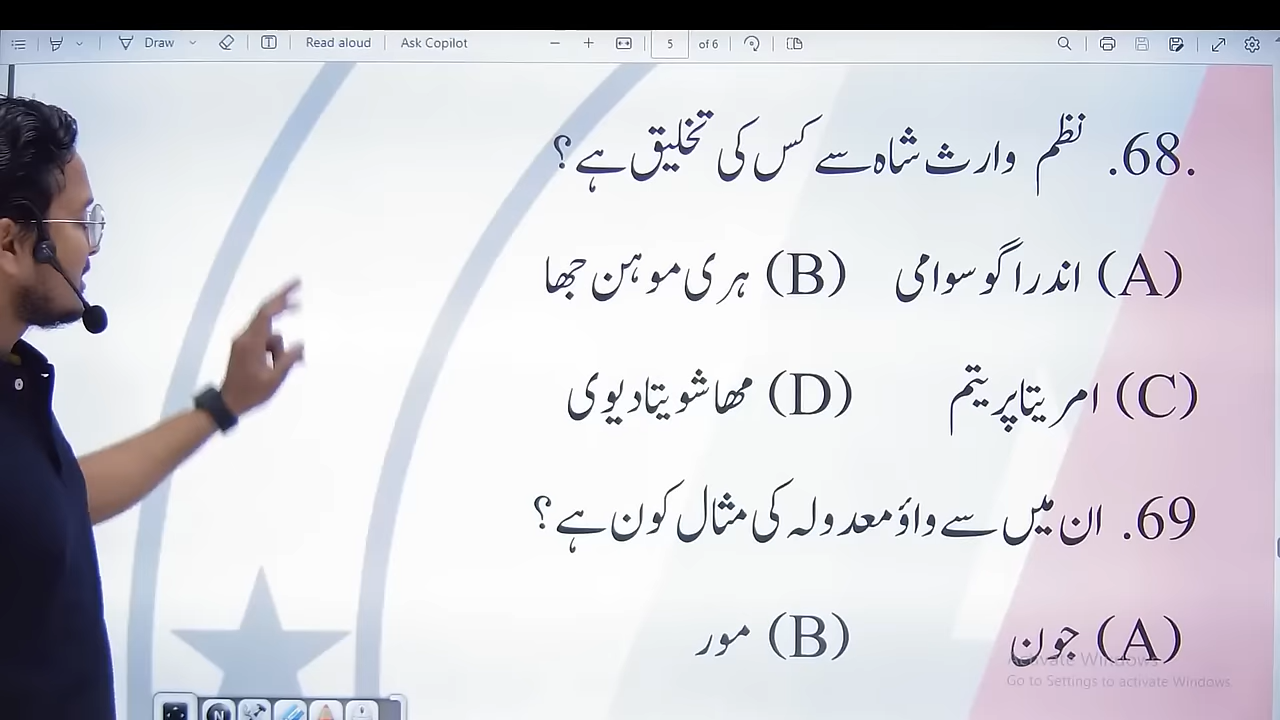 Draw
Read aloud
Ask Copilot
5 of 6
.68. نظم وارث شاہ سے کس کی تخلیق ہے؟
(A) اندرا گوسوامی (B) ہری موہن جھا
(C) امریتا پریتم (D) مھاشویتا دیوی
69. ان میں سے واؤ معدولہ کی مثال کون ہے؟
(A) جون (B) مور
Activate Windows
Go to Settings to activate Windows.